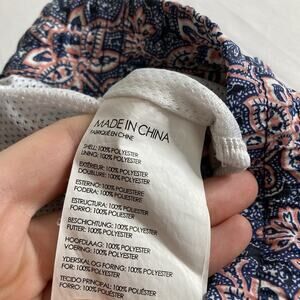 MADE IN CHINA
FABRIQUÉ EN CHINE
SHELL: 100% POLYESTER
LINING: 100% POLYESTER
EXTÉRIEUR: 100% POLYESTER
DOUBLURE: 100% POLYESTER
ESTERNO: 100% POLIESTERE
FODERA: 100% POLIESTERE
ESTRUCTURA: 100% POLIÉSTER
FORRO: 100% POLIÉSTER
BESCHICHTUNG: 100% POLYESTER
FUTTER: 100% POLYESTER
HOOFDLAAG: 100% POLYESTER
VOERING: 100% POLYESTER
YDERSKAL OG FORING: 100%
FOR: 100% POLYESTER
TECIDO PRINCIPAL: 100% POLIÉSTER
FORRO: 100% POLIÉSTER